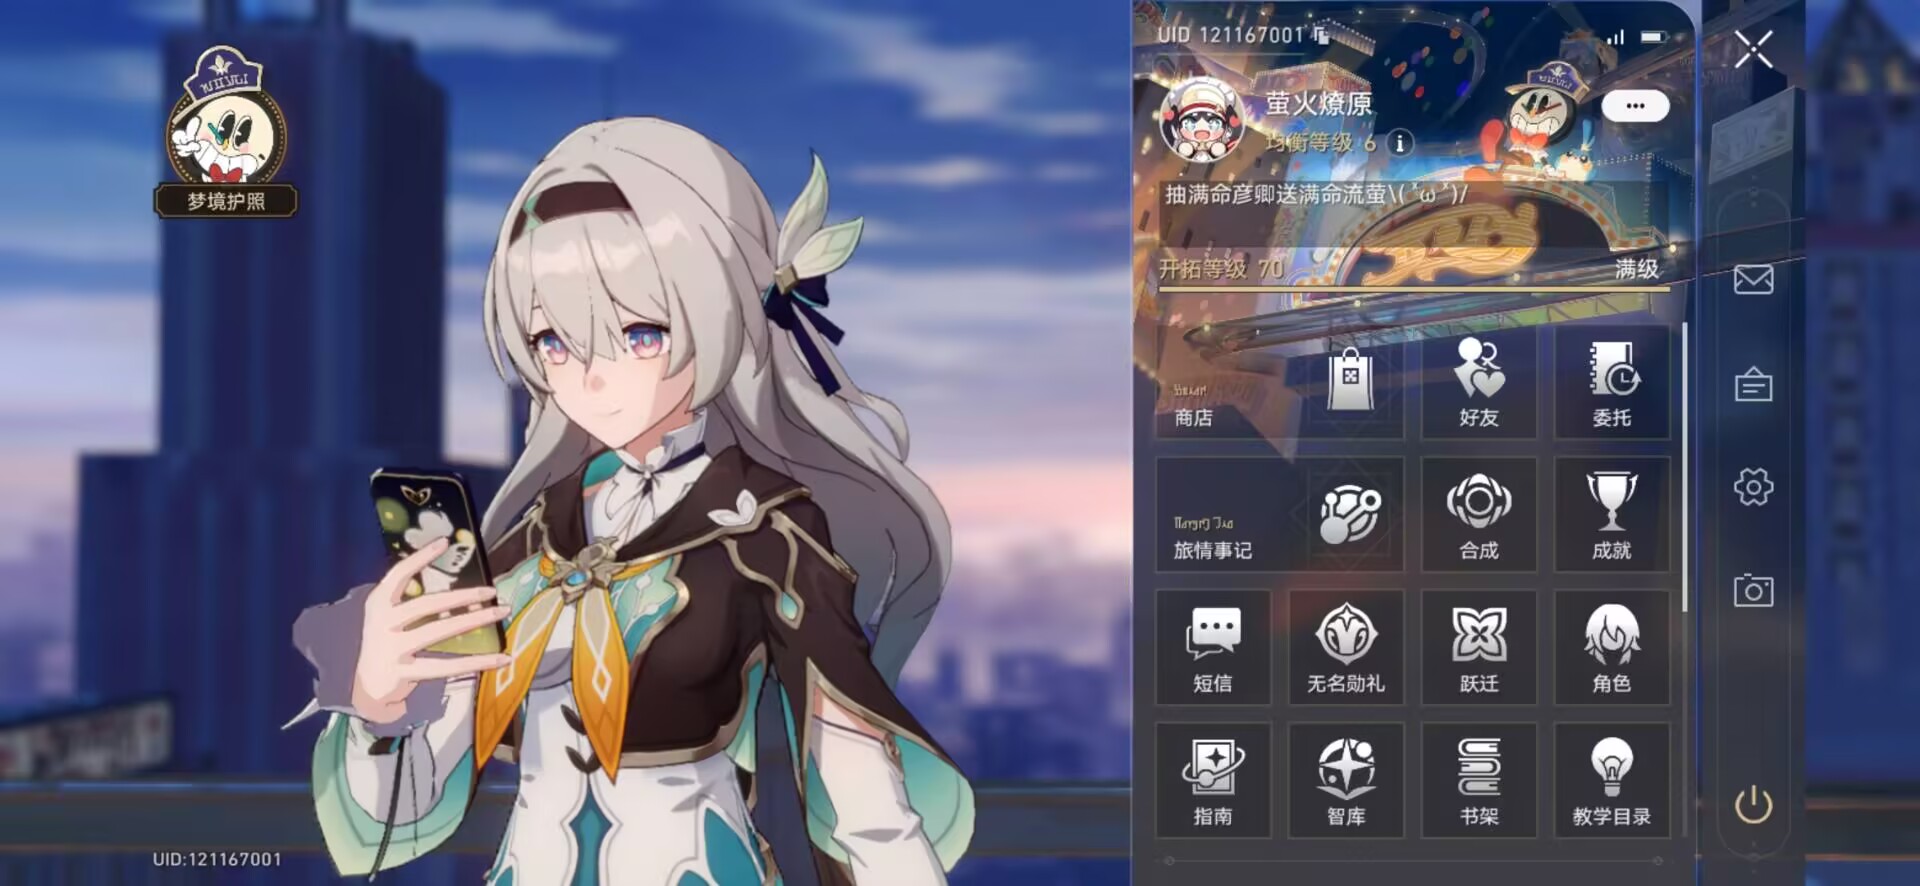 梦境护照
UID:121167001
UID 121167001
萤火燎原
均衡等级 6
抽满命彦卿送满命流萤\(*ˊωˋ*)/
开拓等级 70
满级
商店
好友
委托
旅情事记
合成
成就
短信
无名勋礼
跃迁
角色
指南
智库
书架
教学目录